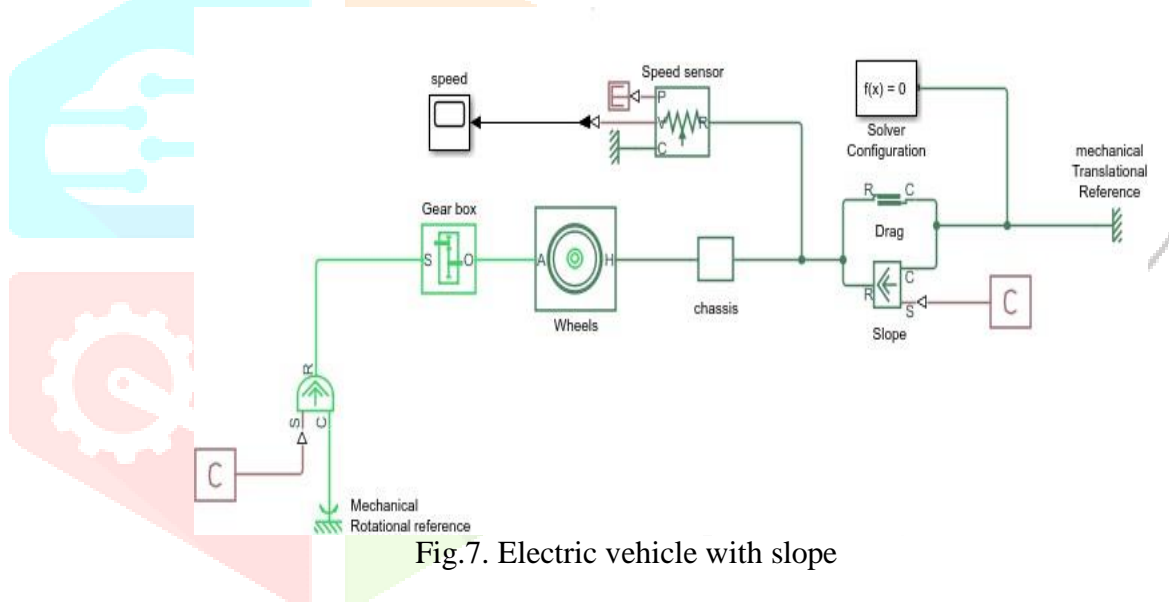 speed
Speed sensor
P
V
R
C
f(x) = 0
Solver
Configuration
mechanical
Translational
Reference
R C
Drag
Gear box
S O
A H
Wheels
chassis
C
R
S
Slope
C
R
S
C
C
Mechanical
Rotational reference
Fig.7. Electric vehicle with slope